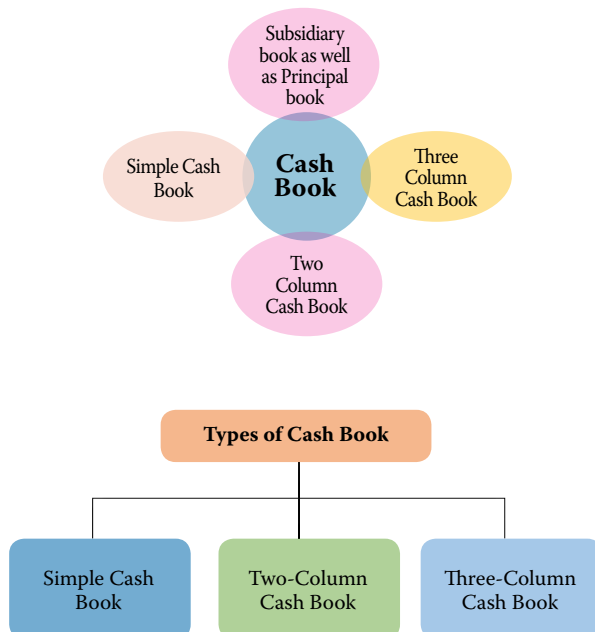 Subsidiary
book as well
as Principal
book
Simple Cash
Book
Cash
Book
Three
Column
Cash Book
Two
Column
Cash Book
Types of Cash Book
Simple Cash
Book
Two-Column
Cash Book
Three-Column
Cash Book